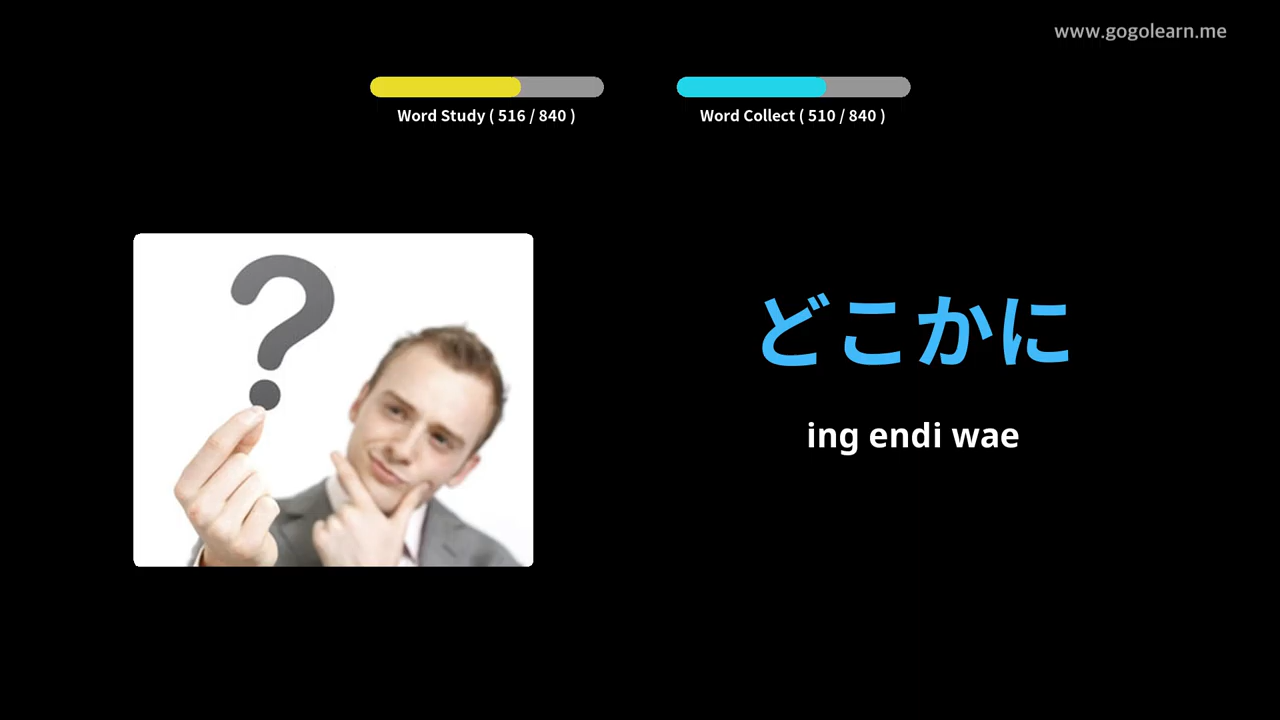 www.gogolearn.me
Word Study ( 516 / 840 )
Word Collect ( 510 / 840 )
どこかに
ing endi wae